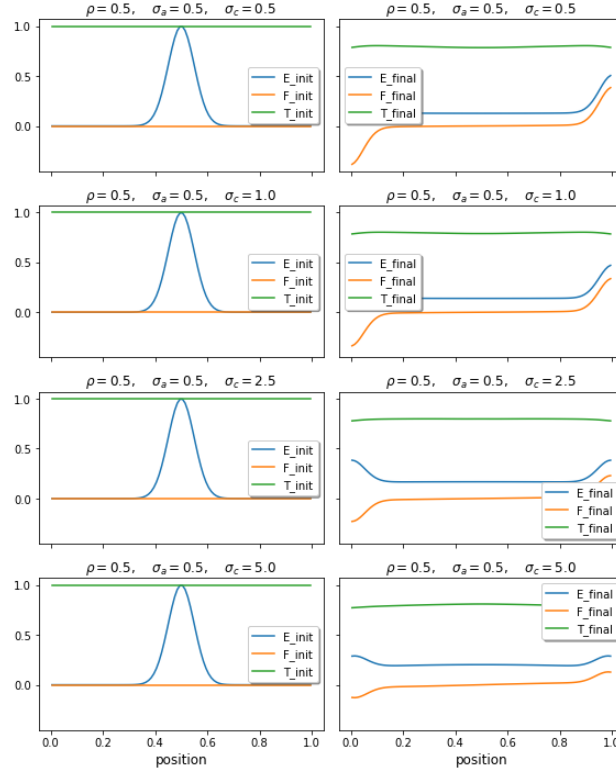 ρ = 0.5, σa = 0.5, σc = 0.5
ρ = 0.5, σa = 0.5, σc = 0.5
1.0
0.5
0.0
E_init
F_init
T_init
E_final
F_final
T_final
ρ = 0.5, σa = 0.5, σc = 1.0
ρ = 0.5, σa = 0.5, σc = 1.0
1.0
0.5
0.0
E_init
F_init
T_init
E_final
F_final
T_final
ρ = 0.5, σa = 0.5, σc = 2.5
ρ = 0.5, σa = 0.5, σc = 2.5
1.0
0.5
0.0
E_init
F_init
T_init
E_final
F_final
T_final
ρ = 0.5, σa = 0.5, σc = 5.0
ρ = 0.5, σa = 0.5, σc = 5.0
1.0
0.5
0.0
E_init
F_init
T_init
E_final
F_final
T_final
0.0 0.2 0.4 0.6 0.8 1.0
0.0 0.2 0.4 0.6 0.8 1.0
position
position